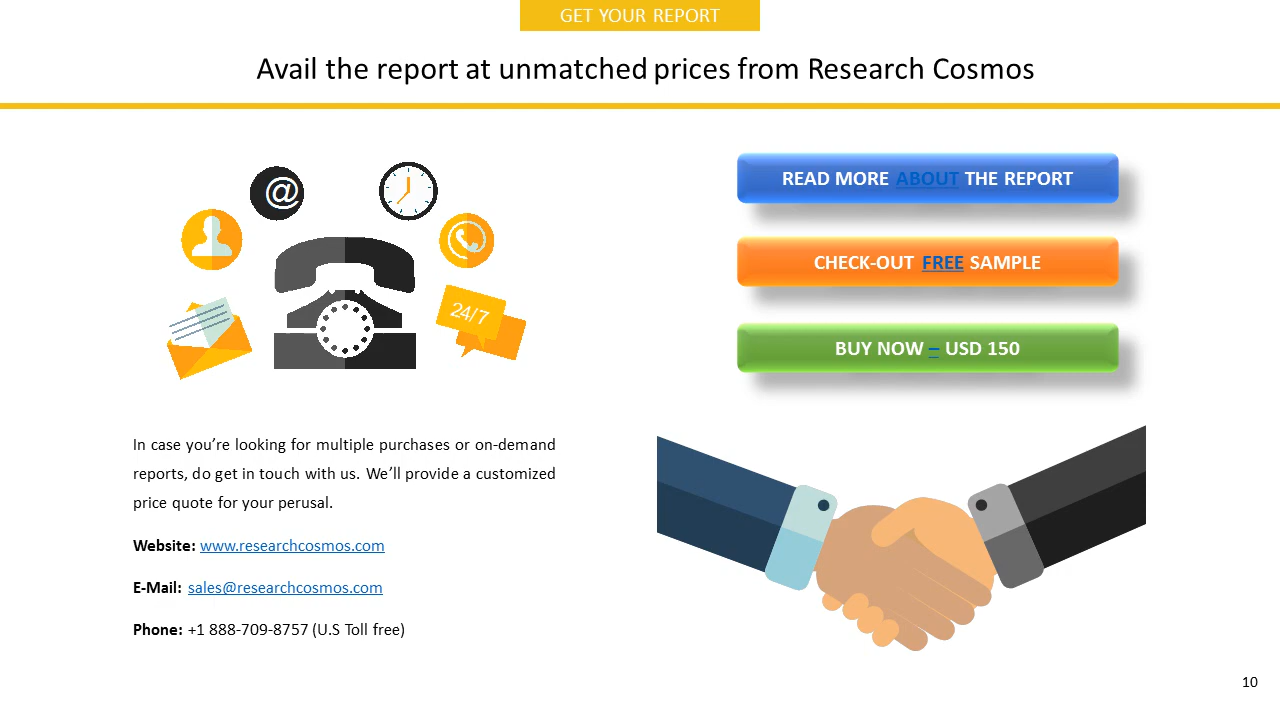 GET YOUR REPORT
Avail the report at unmatched prices from Research Cosmos
@
24/7
READ MORE ABOUT THE REPORT
CHECK-OUT FREE SAMPLE
BUY NOW – USD 150
In case you’re looking for multiple purchases or on-demand
reports, do get in touch with us. We’ll provide a customized
price quote for your perusal.
Website: www.researchcosmos.com
E-Mail: sales@researchcosmos.com
Phone: +1 888-709-8757 (U.S Toll free)
10